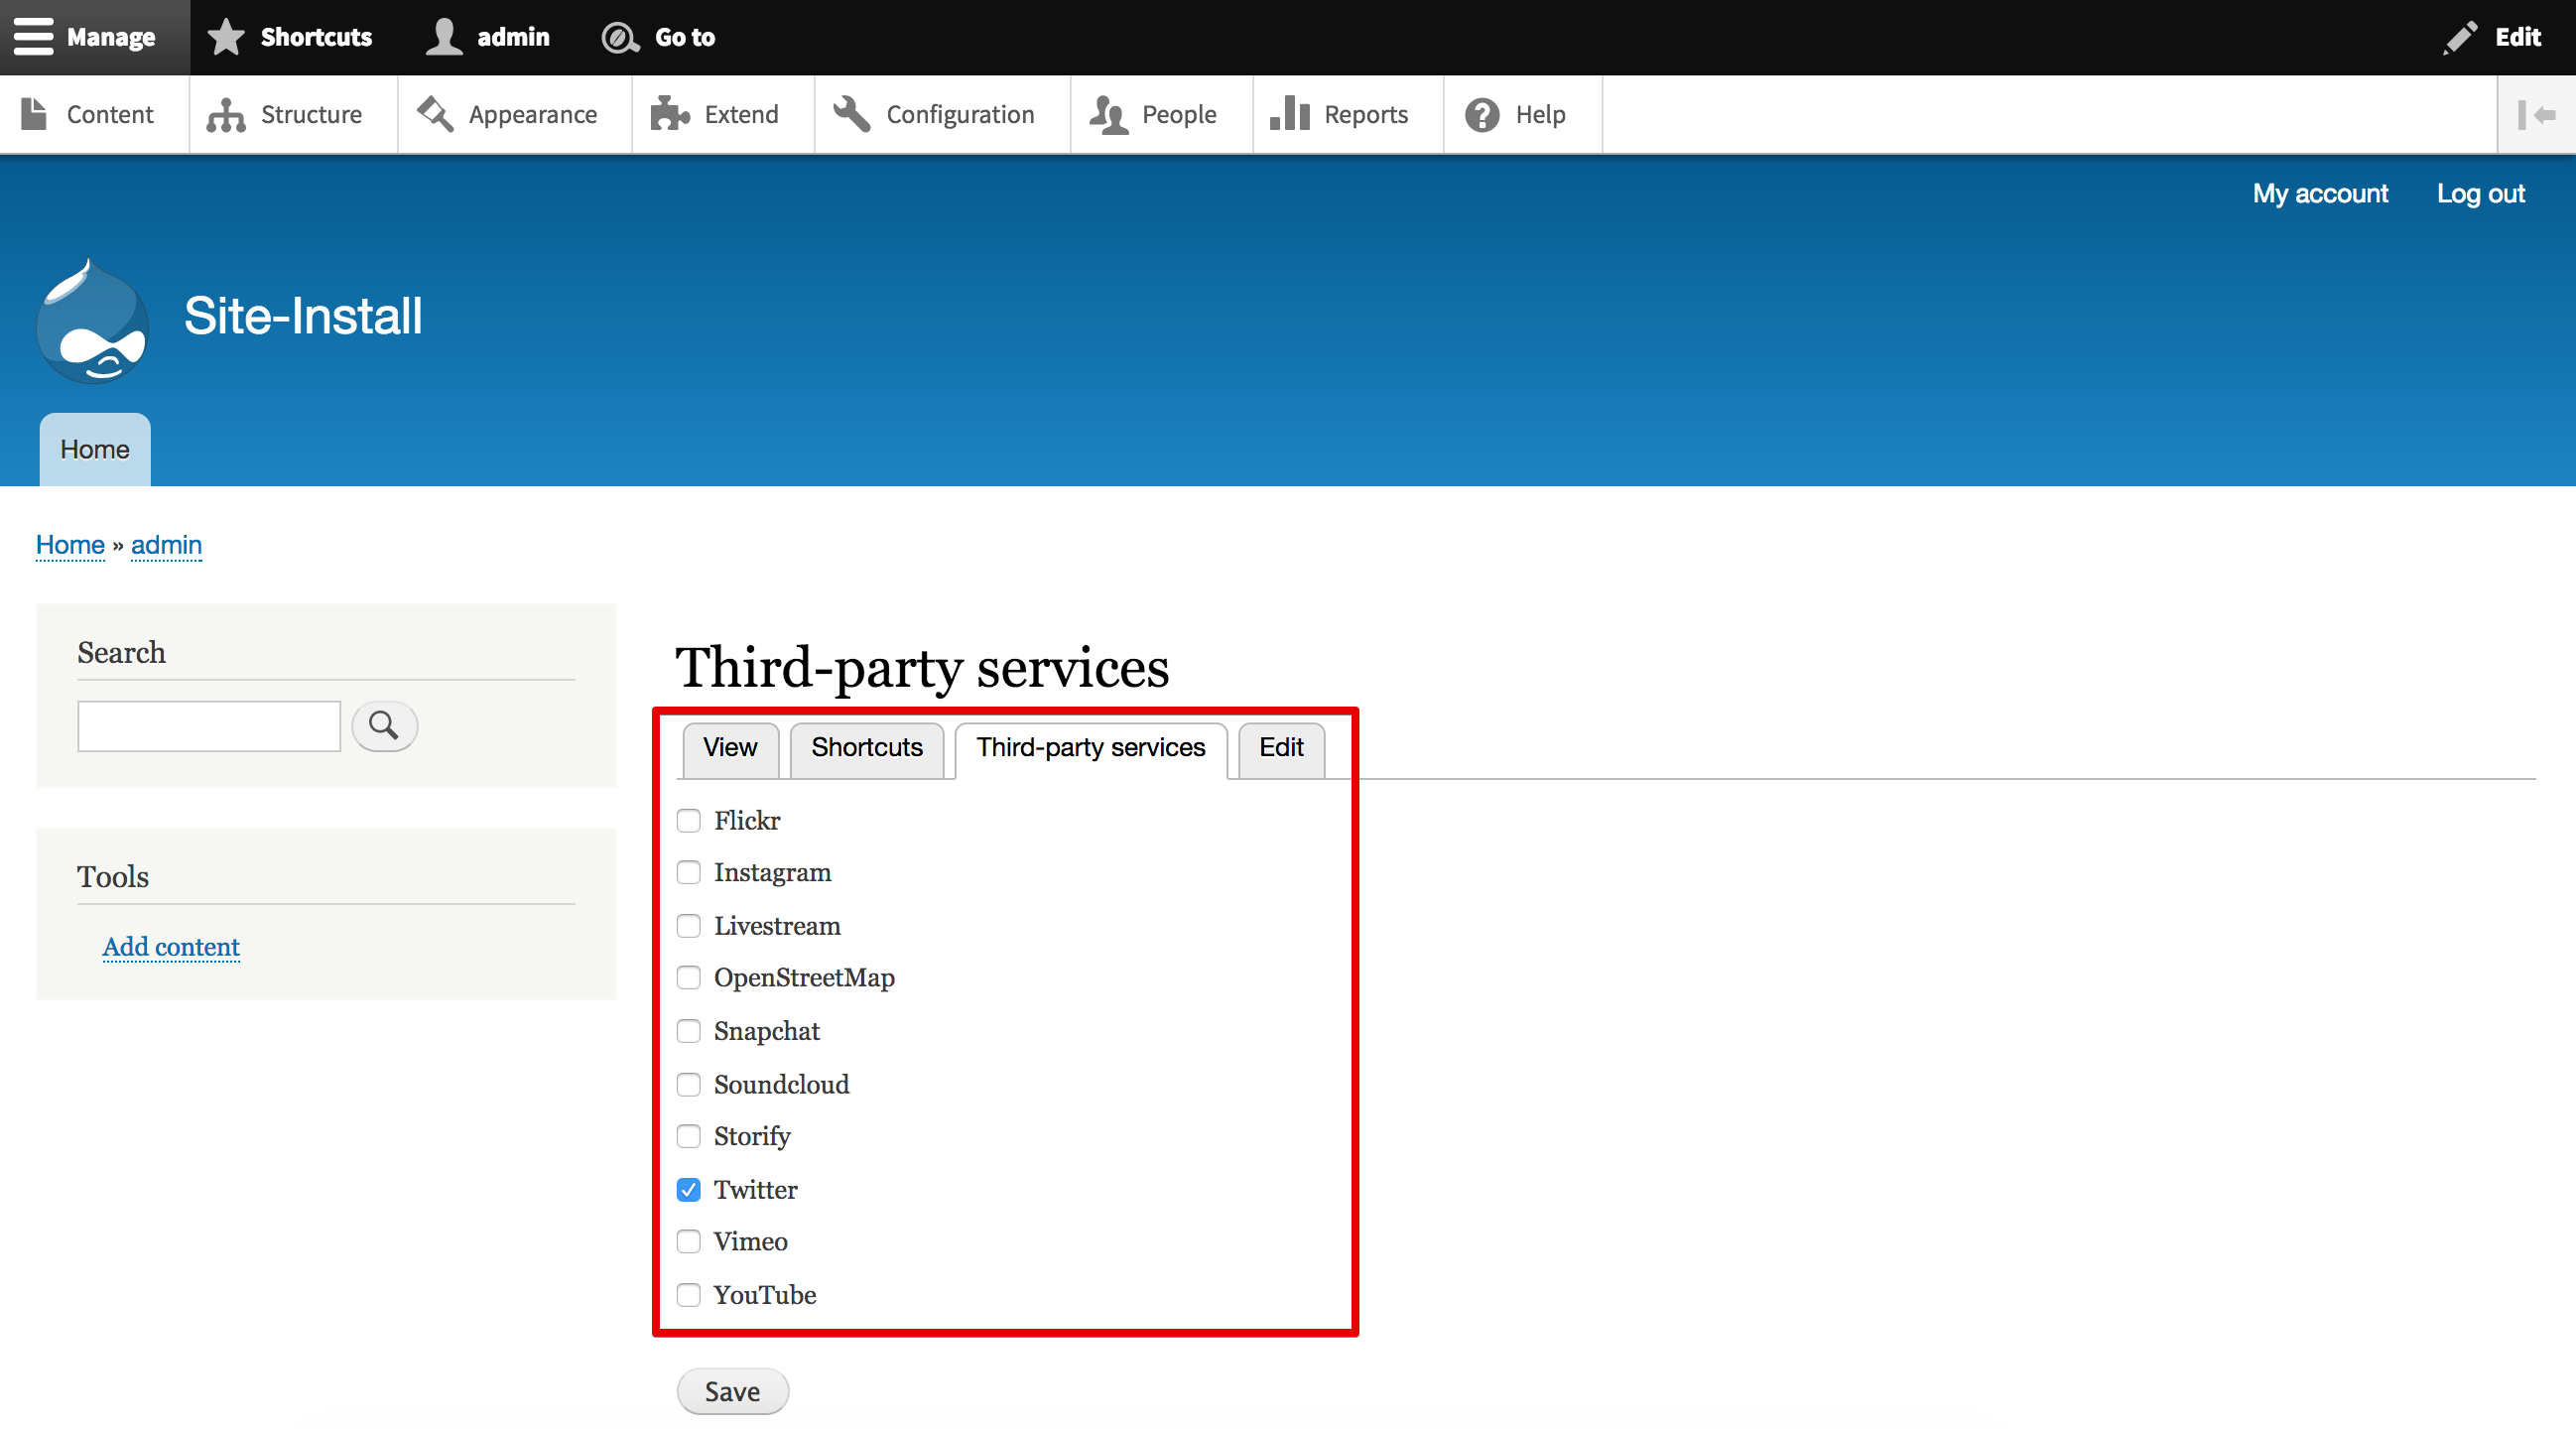 Manage Shortcuts admin Go to Edit
Content Structure Appearance Extend Configuration People Reports Help
My account Log out
Site-Install
Home
Home » admin
Search
Tools
Add content
Third-party services
View Shortcuts Third-party services Edit
Flickr
Instagram
Livestream
OpenStreetMap
Snapchat
Soundcloud
Storify
Twitter
Vimeo
YouTube
Save